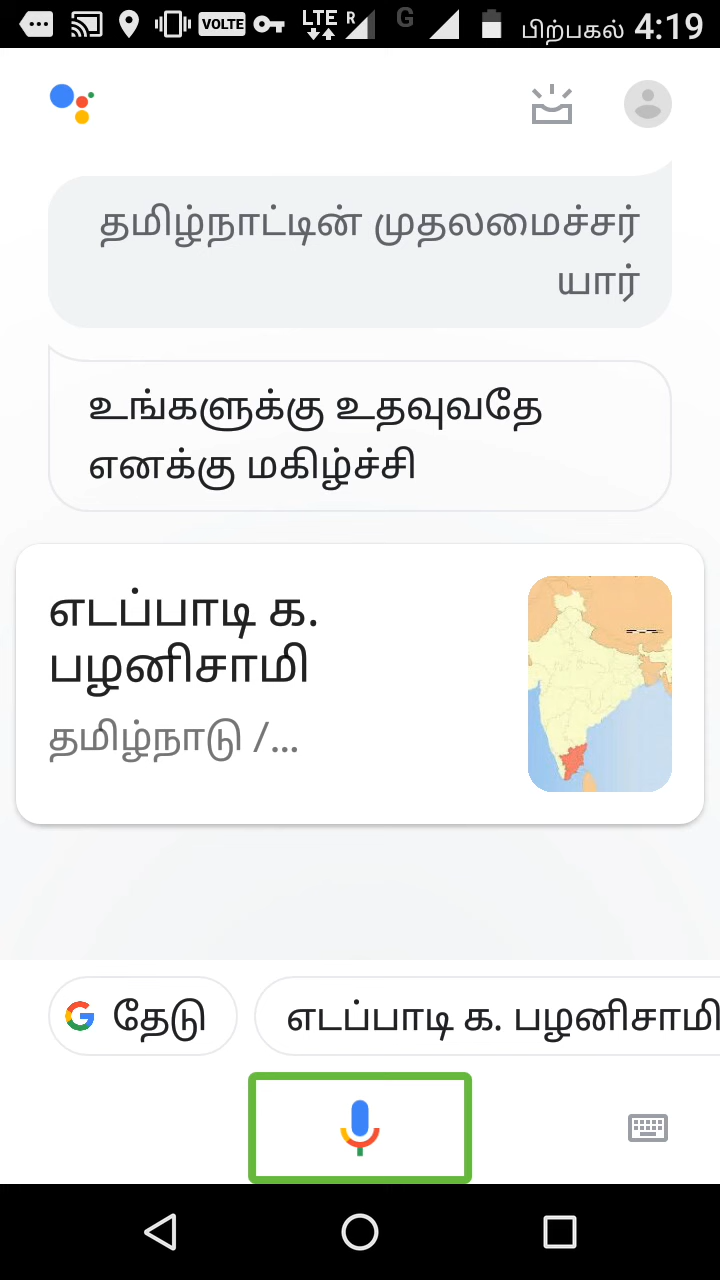 VOLTE LTE R G பிற்பகல் 4:19
தமிழ்நாட்டின் முதலமைச்சர்
யார்
உங்களுக்கு உதவுவதே
எனக்கு மகிழ்ச்சி
எடப்பாடி க.
பழனிசாமி
தமிழ்நாடு /...
G தேடு
எடப்பாடி க. பழனிசாமி